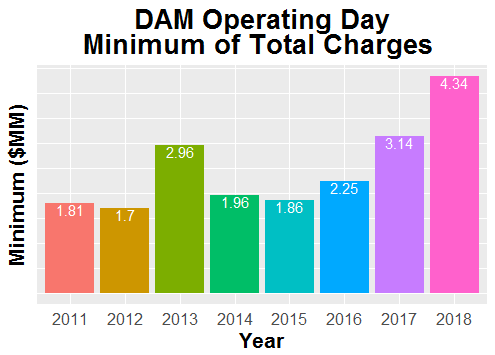 DAM Operating Day
Minimum of Total Charges
Minimum ($MM)
1.81
1.7
2.96
1.96
1.86
2.25
3.14
4.34
2011 2012 2013 2014 2015 2016 2017 2018
Year